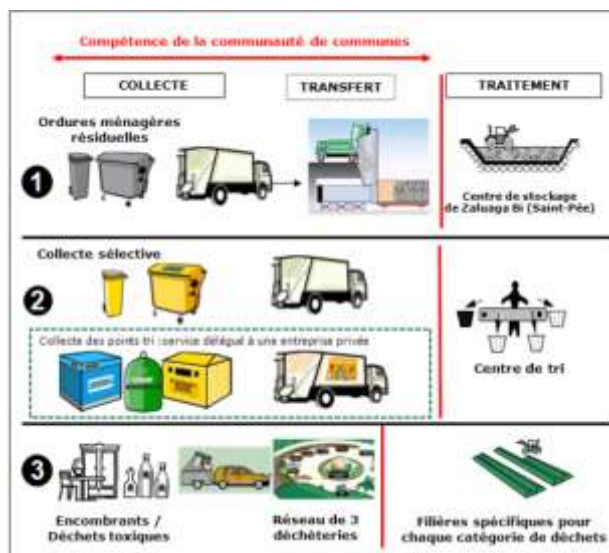 Compétence de la communauté de communes
COLLECTE
TRANSFERT
TRAITEMENT
Ordures ménagères
résiduelles
1
Centre de stockage
de Zaluaga Bi (Saint-Pée)
Collecte sélective
2
Collecte des points tri :service délégué à une entreprise privée
Centre de tri
3
Encombrants /
Déchets toxiques
Réseau de 3
déchèteries
Filières spécifiques pour
chaque catégorie de déchets